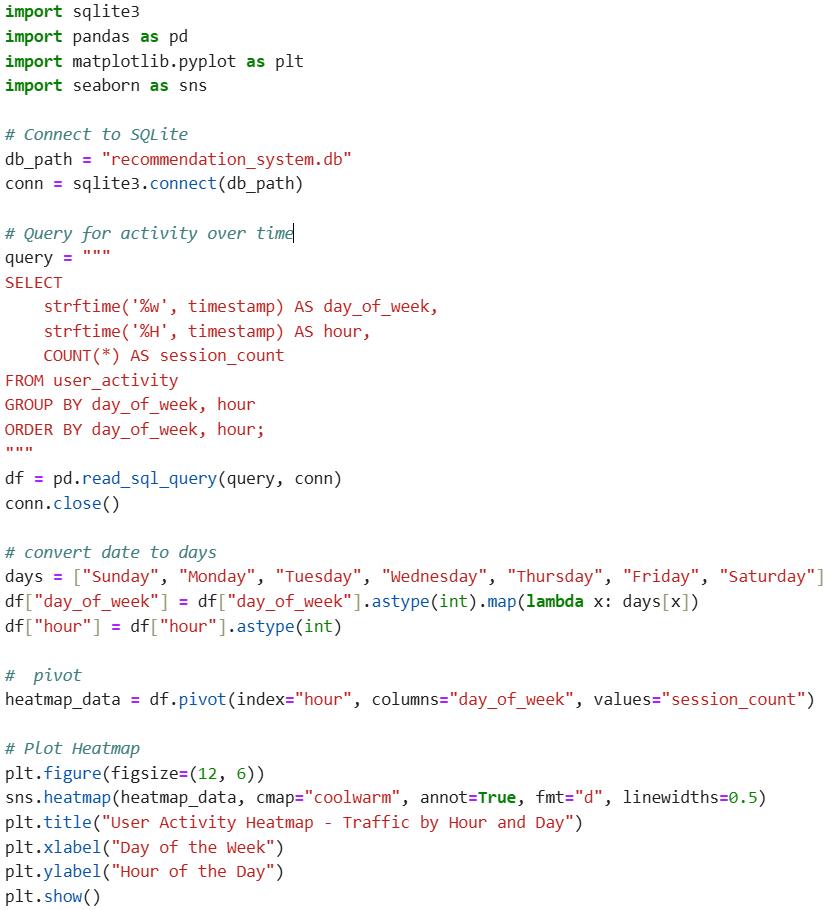 import sqlite3
import pandas as pd
import matplotlib.pyplot as plt
import seaborn as sns

# Connect to SQLite
db_path = "recommendation_system.db"
conn = sqlite3.connect(db_path)

# Query for activity over time
query = """
SELECT
    strftime('%w', timestamp) AS day_of_week,
    strftime('%H', timestamp) AS hour,
    COUNT(*) AS session_count
FROM user_activity
GROUP BY day_of_week, hour
ORDER BY day_of_week, hour;
"""
df = pd.read_sql_query(query, conn)
conn.close()

# convert date to days
days = ["Sunday", "Monday", "Tuesday", "Wednesday", "Thursday", "Friday", "Saturday"]
df["day_of_week"] = df["day_of_week"].astype(int).map(lambda x: days[x])
df["hour"] = df["hour"].astype(int)

#  pivot
heatmap_data = df.pivot(index="hour", columns="day_of_week", values="session_count")

# Plot Heatmap
plt.figure(figsize=(12, 6))
sns.heatmap(heatmap_data, cmap="coolwarm", annot=True, fmt="d", linewidths=0.5)
plt.title("User Activity Heatmap - Traffic by Hour and Day")
plt.xlabel("Day of the Week")
plt.ylabel("Hour of the Day")
plt.show()